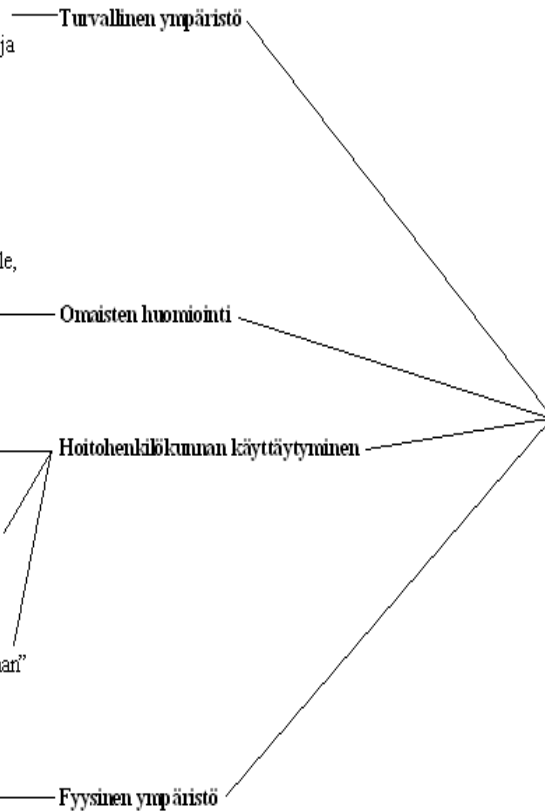 Turvallinen ympäristö
ja
le,
Omaisten huomiointi
Hoitohenkilökunnan käyttäytyminen
an”
Fyysinen ympäristö